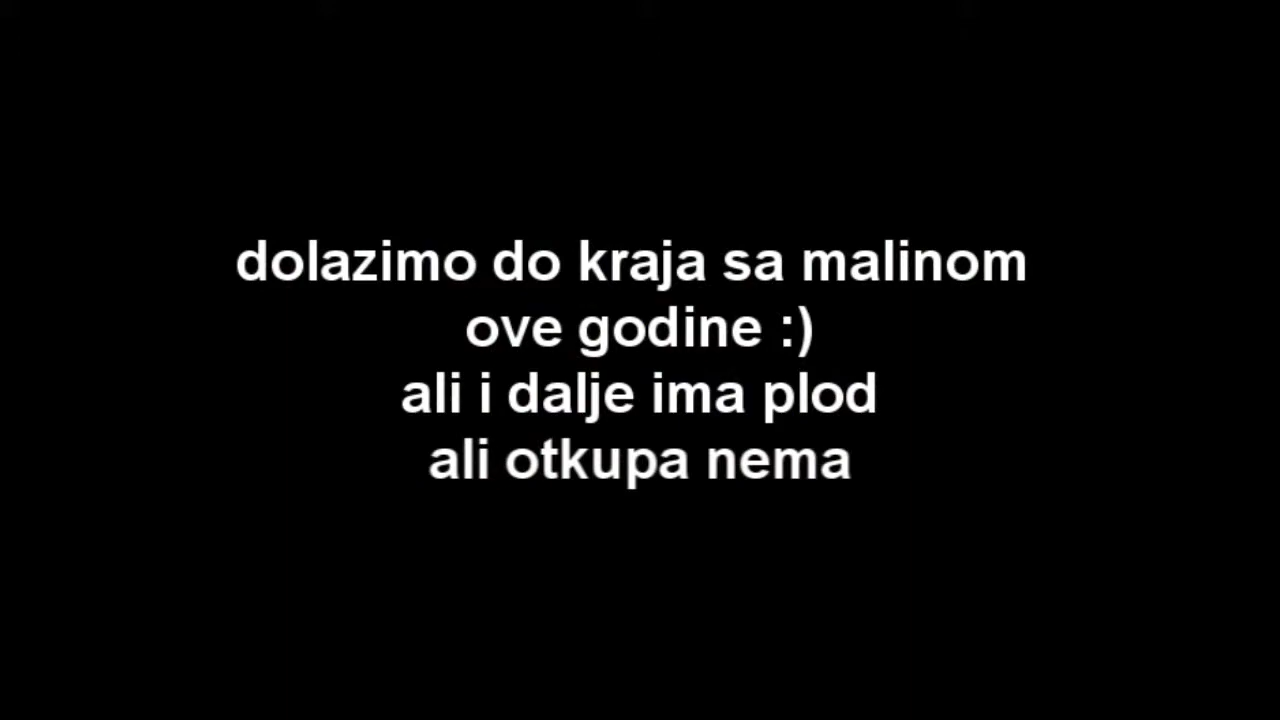 dolazimo do kraja sa malinom
ove godine :)
ali i dalje ima plod
ali otkupa nema